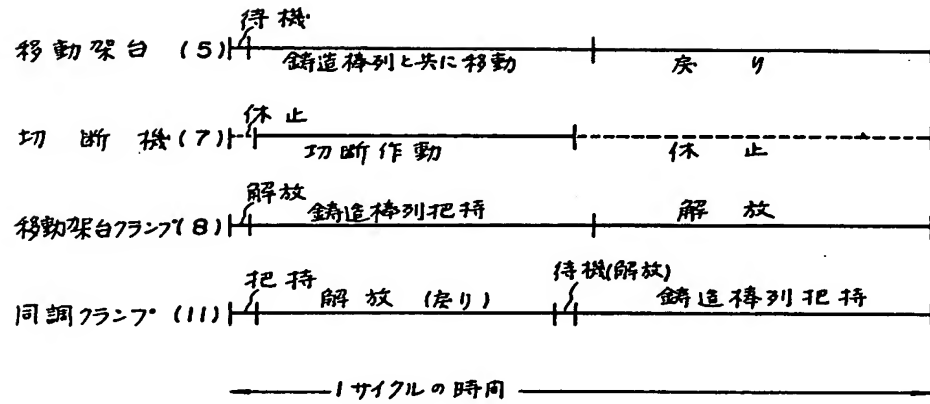 待機
移動架台(5)
鋳造棒列と共に移動
戻り
休止
切断機(7)
切断作動
休止
解放
鋳造棒列把持
解放
移動架台クランプ(8)
把持
待機(解放)
解放(戻り)
鋳造棒列把持
同調クランプ(11)
1サイクルの時間